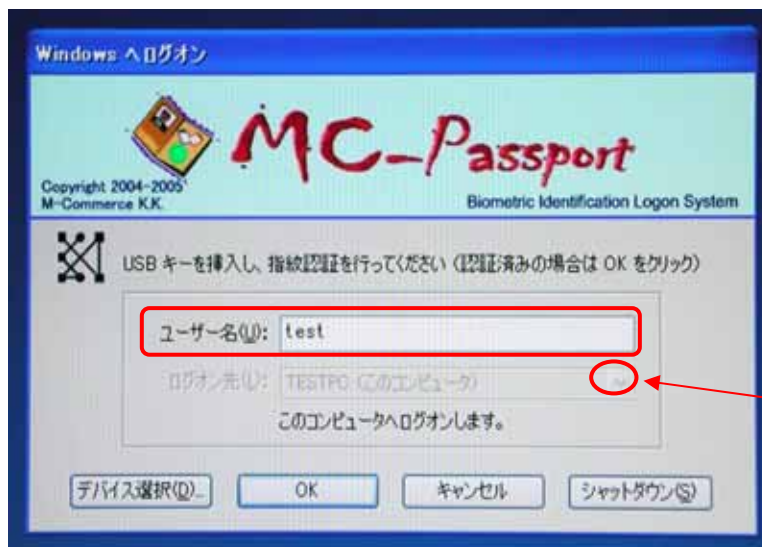 Windows へログオン
MC-Passport
Copyright 2004-2005
M-Commerce K.K.
Biometric Identification Logon System
USB キーを挿入し、指紋認証を行ってください (認証済みの場合は OK をクリック)
ユーザー名(U): test
ログオン先(L): TESTPC (このコンピュータ)
このコンピュータへログオンします。
デバイス選択(D)...
OK
キャンセル
シャットダウン(S)